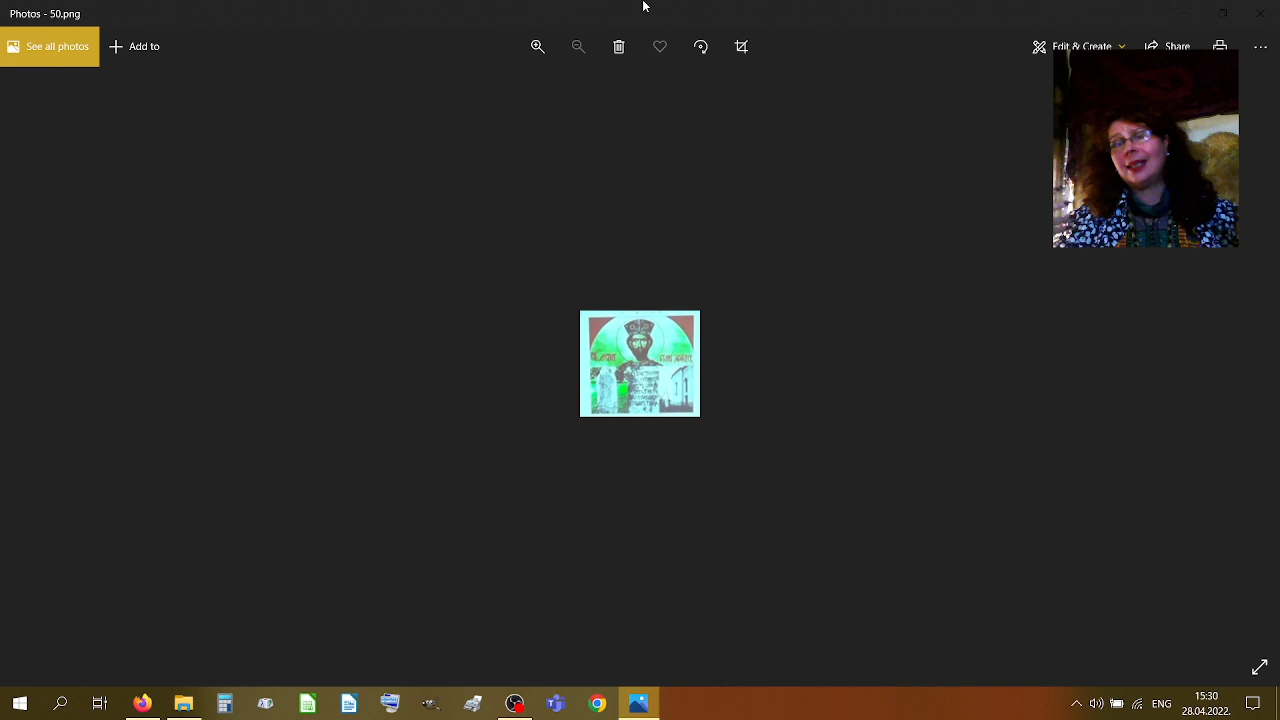 Photos - 50.png
See all photos
Add to
Edit & Create
Share
ENG
15:30
28.04.2022.